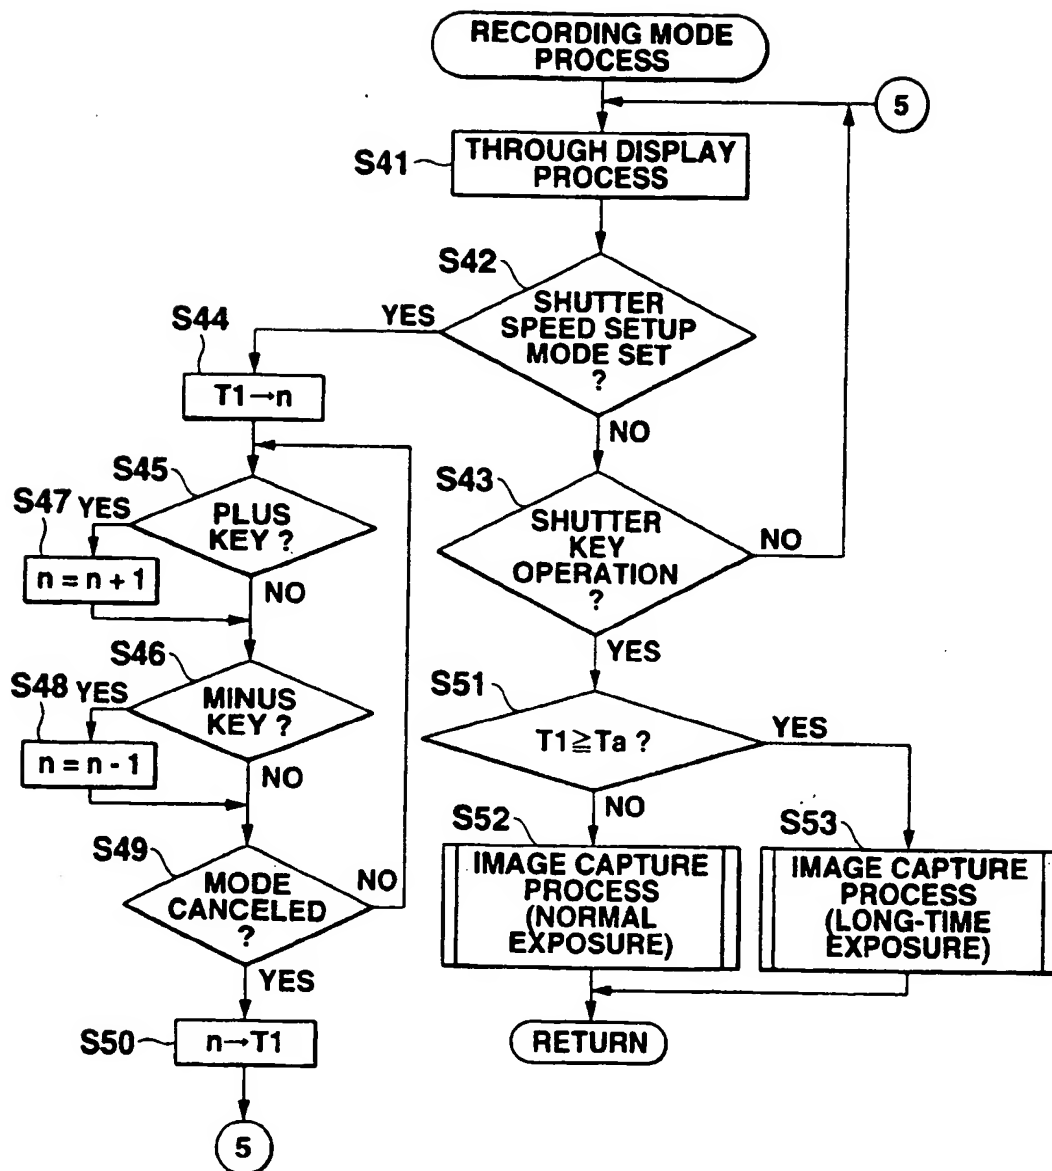 RECORDING MODE
PROCESS
5
S41
THROUGH DISPLAY
PROCESS
S42
SHUTTER
SPEED SETUP
MODE SET
?
YES
NO
S44
T1→n
S43
SHUTTER
KEY
OPERATION
?
NO
YES
S45
PLUS
KEY ?
YES
NO
S47
n = n + 1
S46
MINUS
KEY ?
YES
NO
S48
n = n - 1
S49
MODE
CANCELED
?
NO
YES
S50
n→T1
5
S51
T1≧Ta ?
YES
NO
S52
IMAGE CAPTURE
PROCESS
(NORMAL
EXPOSURE)
S53
IMAGE CAPTURE
PROCESS
(LONG-TIME
EXPOSURE)
RETURN